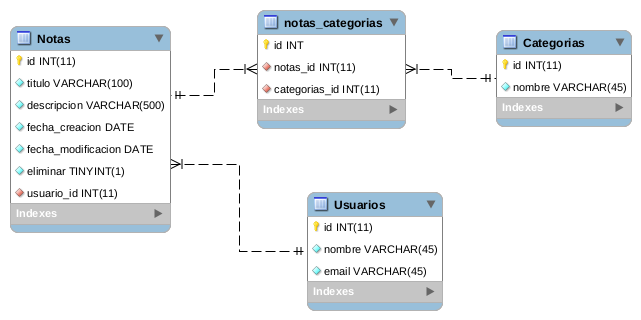 Notas
id INT(11)
titulo VARCHAR(100)
descripcion VARCHAR(500)
fecha_creacion DATE
fecha_modificacion DATE
eliminar TINYINT(1)
usuario_id INT(11)
Indexes
notas_categorias
id INT
notas_id INT(11)
categorias_id INT(11)
Indexes
Categorias
id INT(11)
nombre VARCHAR(45)
Indexes
Usuarios
id INT(11)
nombre VARCHAR(45)
email VARCHAR(45)
Indexes